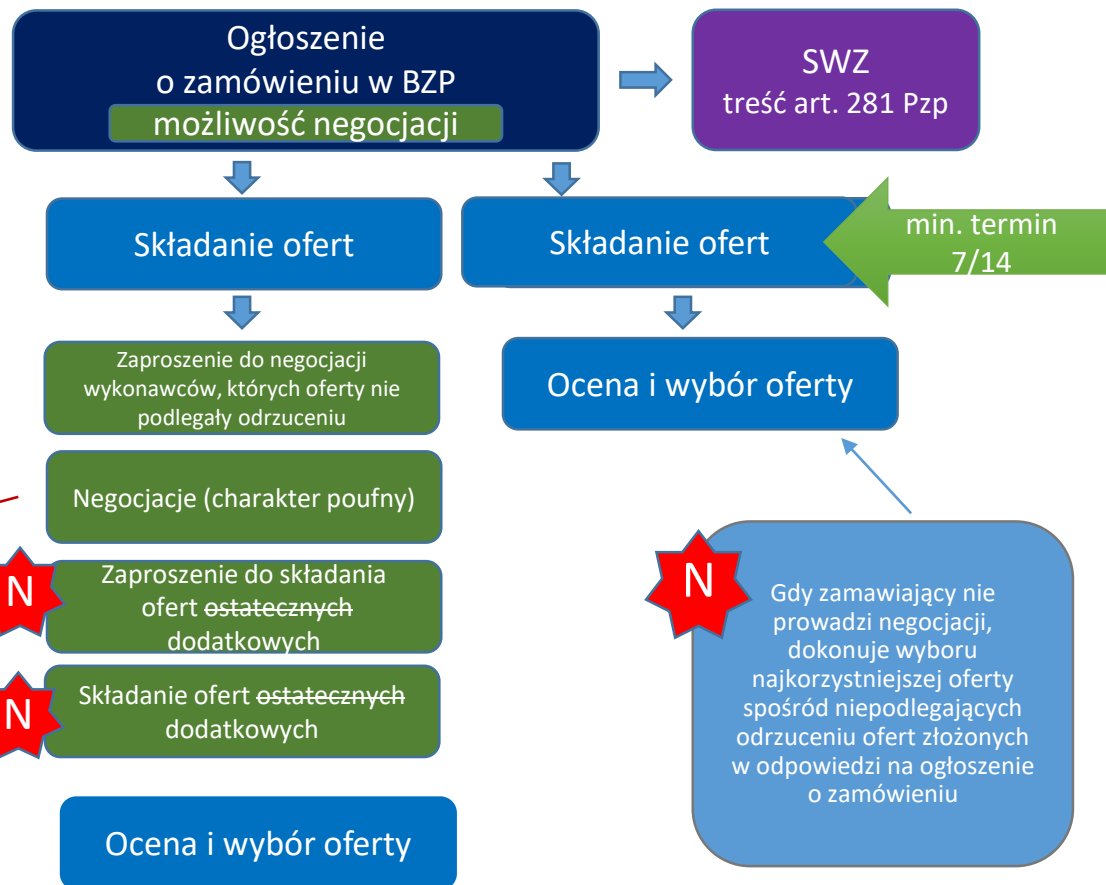 Ogłoszenie
o zamówieniu w BZP
możliwość negocjacji
SWZ
treść art. 281 Pzp
Składanie ofert
Składanie ofert
min. termin
7/14
Zaproszenie do negocjacji
wykonawców, których oferty nie
podlegały odrzuceniu
Ocena i wybór oferty
Negocjacje (charakter poufny)
N
Zaproszenie do składania
ofert ostatecznych
dodatkowych
N
Składanie ofert ostatecznych
dodatkowych
Ocena i wybór oferty
N
Gdy zamawiający nie
prowadzi negocjacji,
dokonuje wyboru
najkorzystniejszej oferty
spośród niepodlegających
odrzuceniu ofert złożonych
w odpowiedzi na ogłoszenie
o zamówieniu